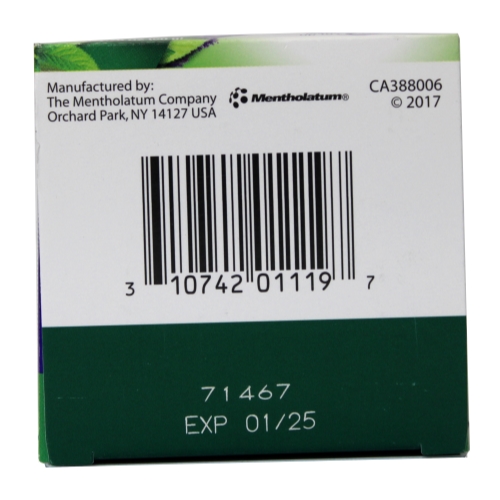 Manufactured by:
The Mentholatum Company
Orchard Park, NY 14127 USA
Mentholatum®
CA388006
© 2017
3 10742 01119 7
71467
EXP 01/25